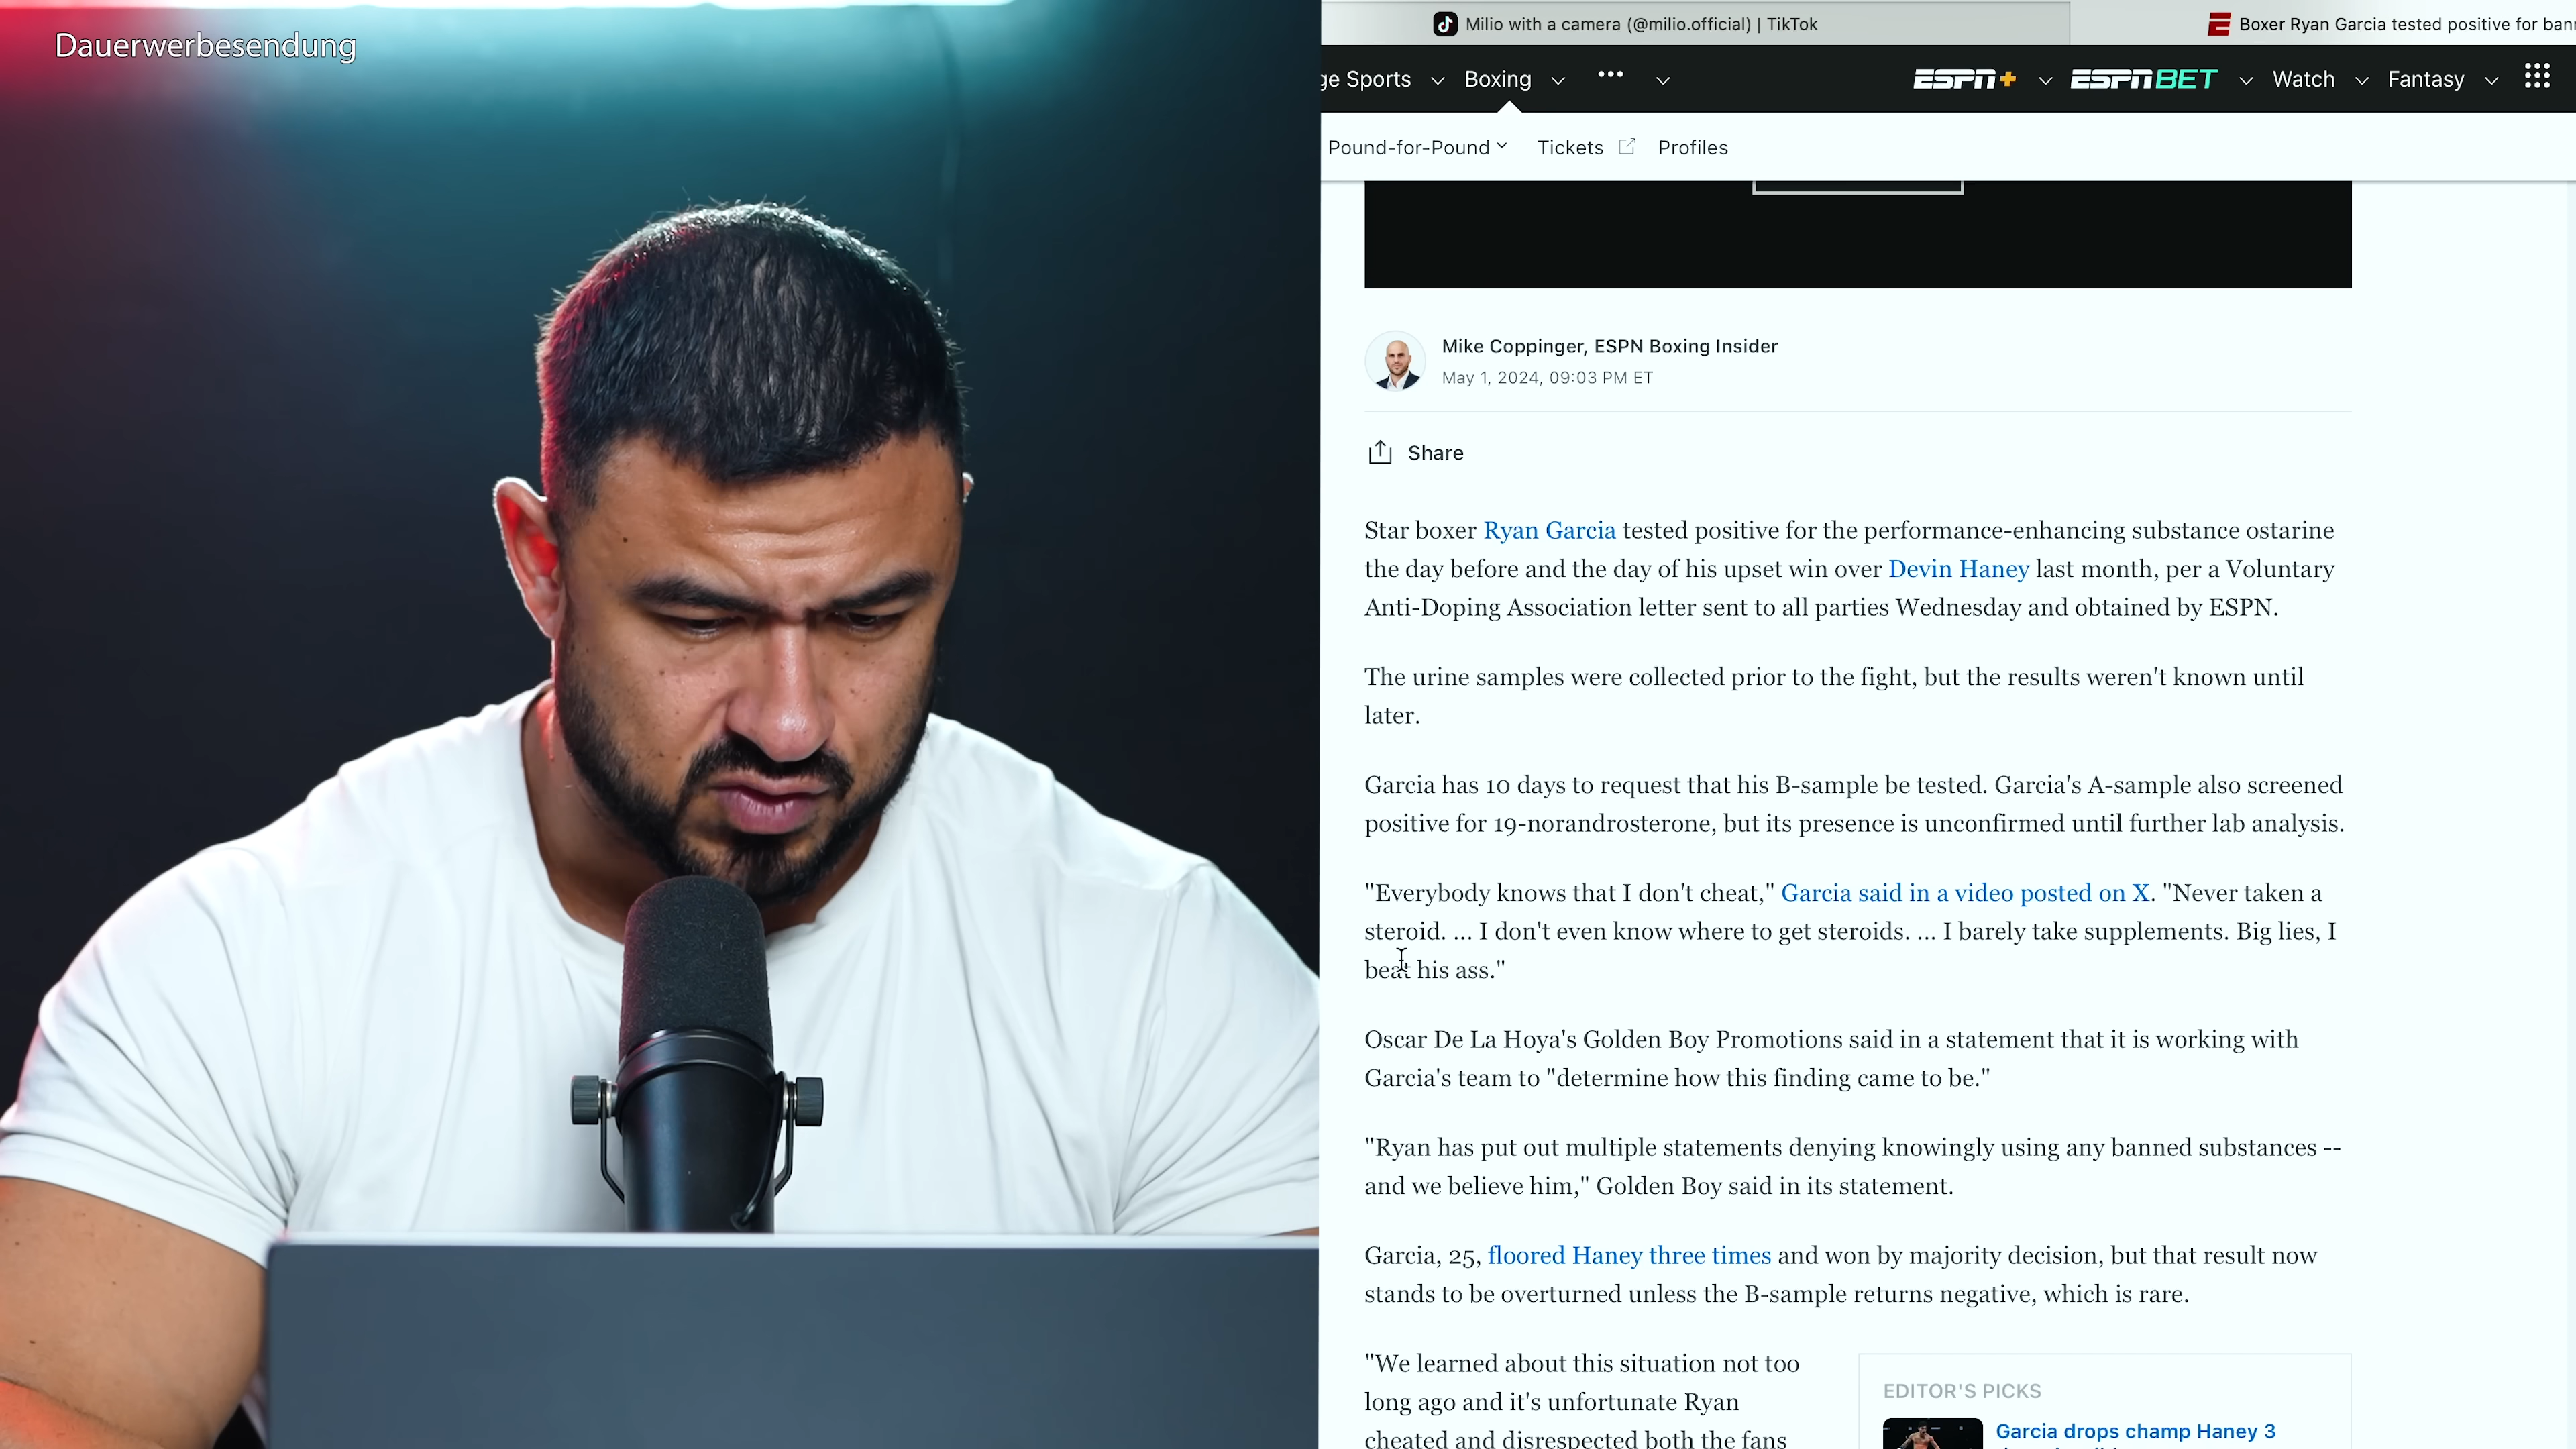 Dauerwerbesendung
Milio with a camera (@milio.official) | TikTok
Boxer Ryan Garcia tested positive for ban
ge Sports
Boxing
ESPN+
ESPN BET
Watch
Fantasy
Pound-for-Pound
Tickets
Profiles
Mike Coppinger, ESPN Boxing Insider
May 1, 2024, 09:03 PM ET
Share
Star boxer Ryan Garcia tested positive for the performance-enhancing substance ostarine
the day before and the day of his upset win over Devin Haney last month, per a Voluntary
Anti-Doping Association letter sent to all parties Wednesday and obtained by ESPN.
The urine samples were collected prior to the fight, but the results weren't known until
later.
Garcia has 10 days to request that his B-sample be tested. Garcia's A-sample also screened
positive for 19-norandrosterone, but its presence is unconfirmed until further lab analysis.
"Everybody knows that I don't cheat," Garcia said in a video posted on X. "Never taken a
steroid. ... I don't even know where to get steroids. ... I barely take supplements. Big lies, I
beat his ass."
Oscar De La Hoya's Golden Boy Promotions said in a statement that it is working with
Garcia's team to "determine how this finding came to be."
"Ryan has put out multiple statements denying knowingly using any banned substances --
and we believe him," Golden Boy said in its statement.
Garcia, 25, floored Haney three times and won by majority decision, but that result now
stands to be overturned unless the B-sample returns negative, which is rare.
"We learned about this situation not too
long ago and it's unfortunate Ryan
cheated and disrespected both the fans
EDITOR'S PICKS
Garcia drops champ Haney 3